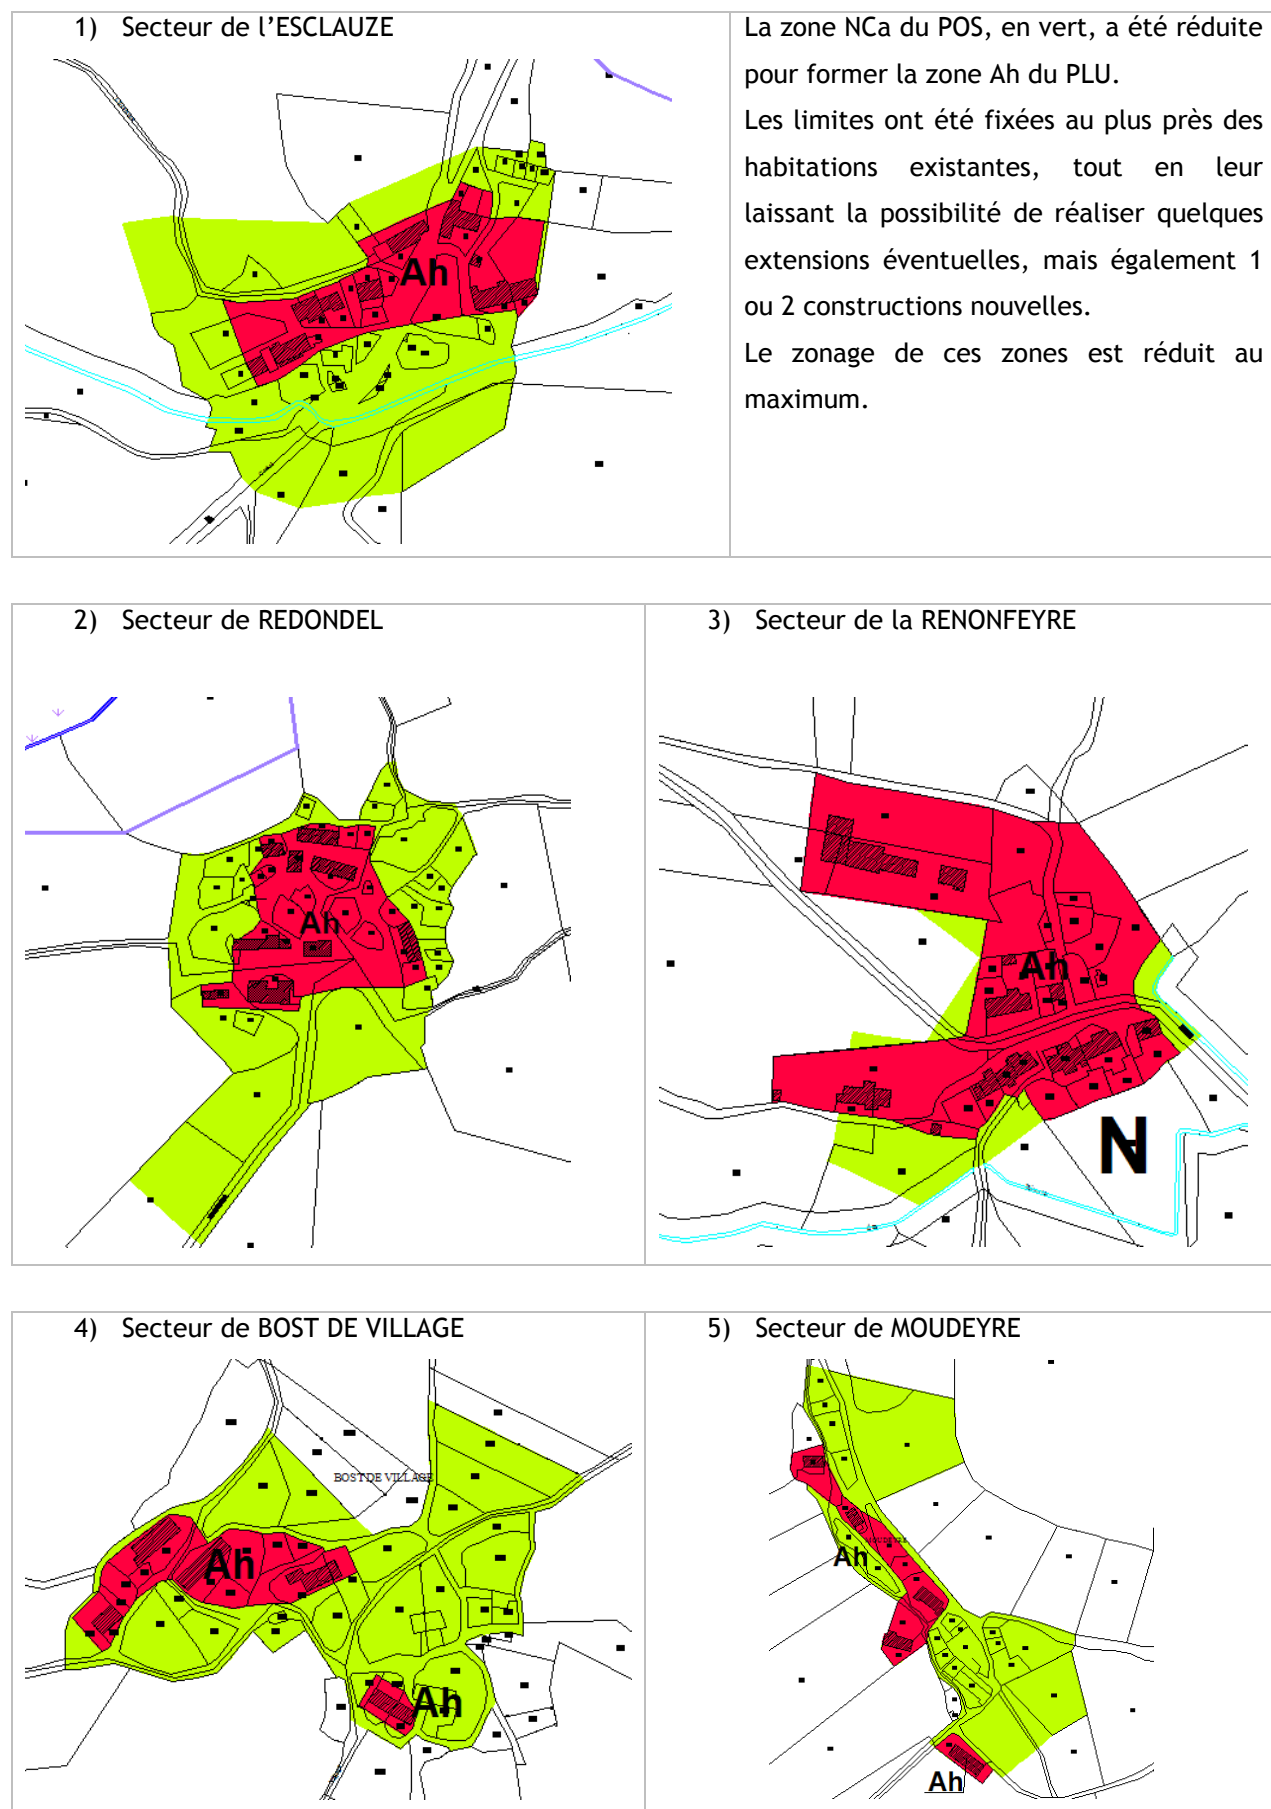 1) Secteur de l’ESCLAUZE
La zone NCa du POS, en vert, a été réduite
pour former la zone Ah du PLU.
Les limites ont été fixées au plus près des
habitations existantes, tout en leur
laissant la possibilité de réaliser quelques
extensions éventuelles, mais également 1
ou 2 constructions nouvelles.
Le zonage de ces zones est réduit au
maximum.
Ah
2) Secteur de REDONDEL
Ah
3) Secteur de la RENONFEYRE
Ah
N
4) Secteur de BOST DE VILLAGE
BOST DE VILLAGE
Ah
Ah
5) Secteur de MOUDEYRE
MOUDEYRE
Ah
Ah